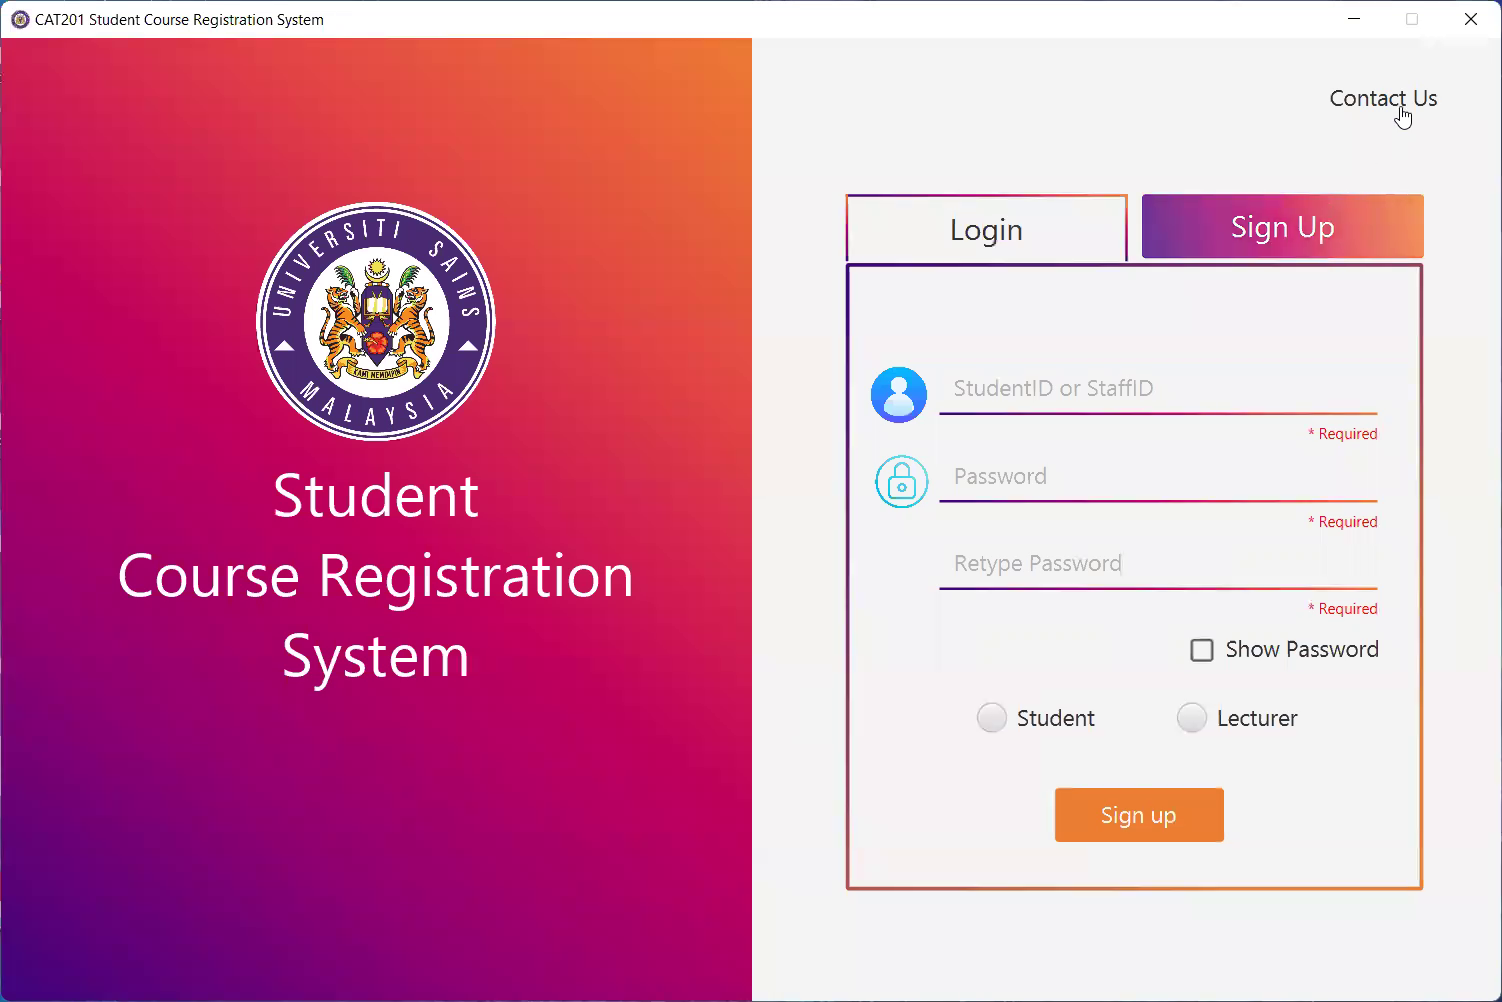 CAT201 Student Course Registration System
Contact Us
UNIVERSITI SAINS
MALAYSIA
KAMI MEMIMPIN
Student
Course Registration
System
Login
Sign Up
StudentID or StaffID
* Required
Password
* Required
Retype Password
* Required
Show Password
Student
Lecturer
Sign up